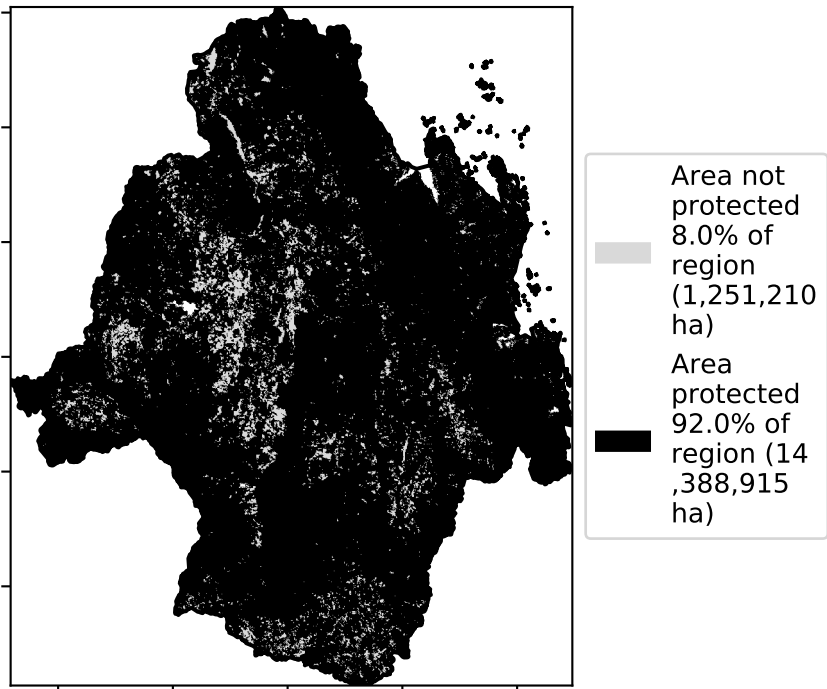 Area not
protected
8.0% of
region
(1,251,210
ha)
Area
protected
92.0% of
region (14
,388,915
ha)